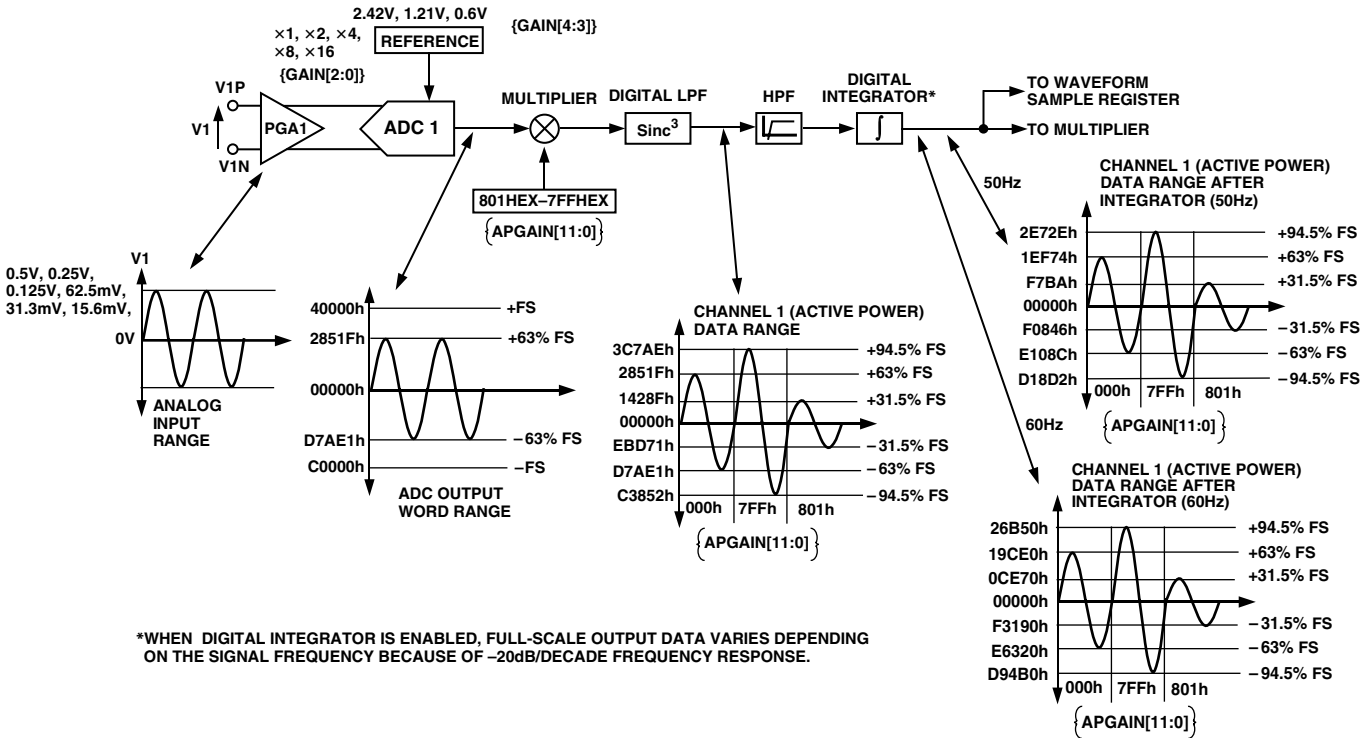 2.42V, 1.21V, 0.6V
{GAIN[4:3]}
×1, ×2, ×4,
×8, ×16
{GAIN[2:0]}
REFERENCE
V1P
V1
V1N
PGA1
ADC 1
MULTIPLIER
DIGITAL LPF
Sinc³
HPF
DIGITAL
INTEGRATOR*
∫
TO WAVEFORM
SAMPLE REGISTER
TO MULTIPLIER
801HEX–7FFHEX
{APGAIN[11:0]}
50Hz
60Hz
V1
0.5V, 0.25V,
0.125V, 62.5mV,
31.3mV, 15.6mV,
0V
ANALOG
INPUT
RANGE
40000h
+FS
2851Fh
+63% FS
00000h
D7AE1h
–63% FS
C0000h
–FS
ADC OUTPUT
WORD RANGE
CHANNEL 1 (ACTIVE POWER)
DATA RANGE
3C7AEh
+94.5% FS
2851Fh
+63% FS
1428Fh
+31.5% FS
00000h
EBD71h
–31.5% FS
D7AE1h
–63% FS
C3852h
–94.5% FS
000h
7FFh
801h
{APGAIN[11:0]}
CHANNEL 1 (ACTIVE POWER)
DATA RANGE AFTER
INTEGRATOR (50Hz)
2E72Eh
+94.5% FS
1EF74h
+63% FS
F7BAh
+31.5% FS
00000h
F0846h
–31.5% FS
E108Ch
–63% FS
D18D2h
–94.5% FS
000h
7FFh
801h
{APGAIN[11:0]}
CHANNEL 1 (ACTIVE POWER)
DATA RANGE AFTER
INTEGRATOR (60Hz)
26B50h
+94.5% FS
19CE0h
+63% FS
0CE70h
+31.5% FS
00000h
F3190h
–31.5% FS
E6320h
–63% FS
D94B0h
–94.5% FS
000h
7FFh
801h
{APGAIN[11:0]}
*WHEN DIGITAL INTEGRATOR IS ENABLED, FULL-SCALE OUTPUT DATA VARIES DEPENDING
ON THE SIGNAL FREQUENCY BECAUSE OF –20dB/DECADE FREQUENCY RESPONSE.